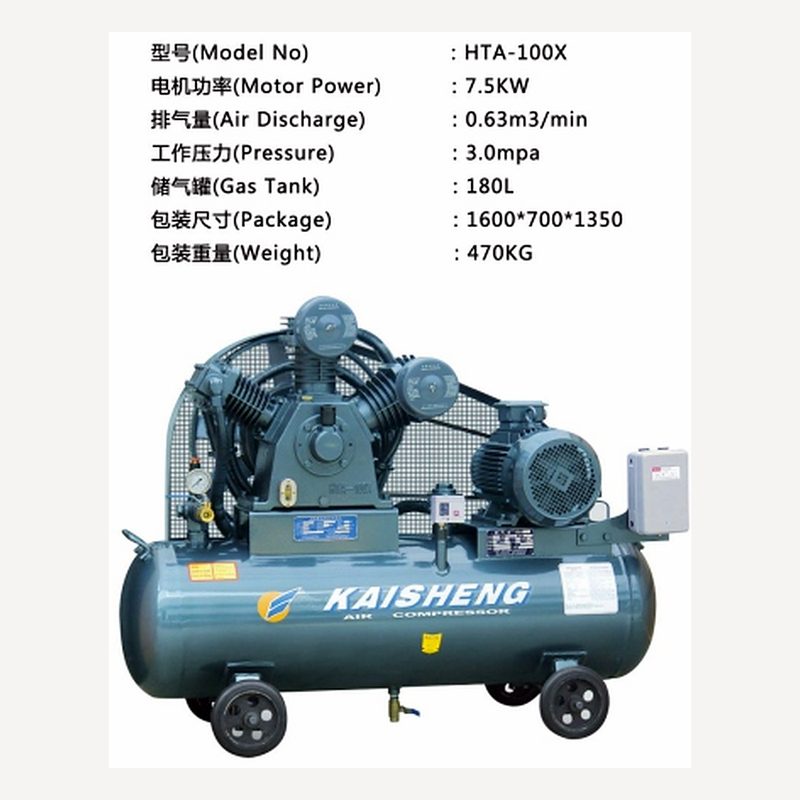 型号(Model No) : HTA-100X
电机功率(Motor Power) : 7.5KW
排气量(Air Discharge) : 0.63m3/min
工作压力(Pressure) : 3.0mpa
储气罐(Gas Tank) : 180L
包装尺寸(Package) : 1600*700*1350
包装重量(Weight) : 470KG
KAISHENG
AIR COMPRESSOR